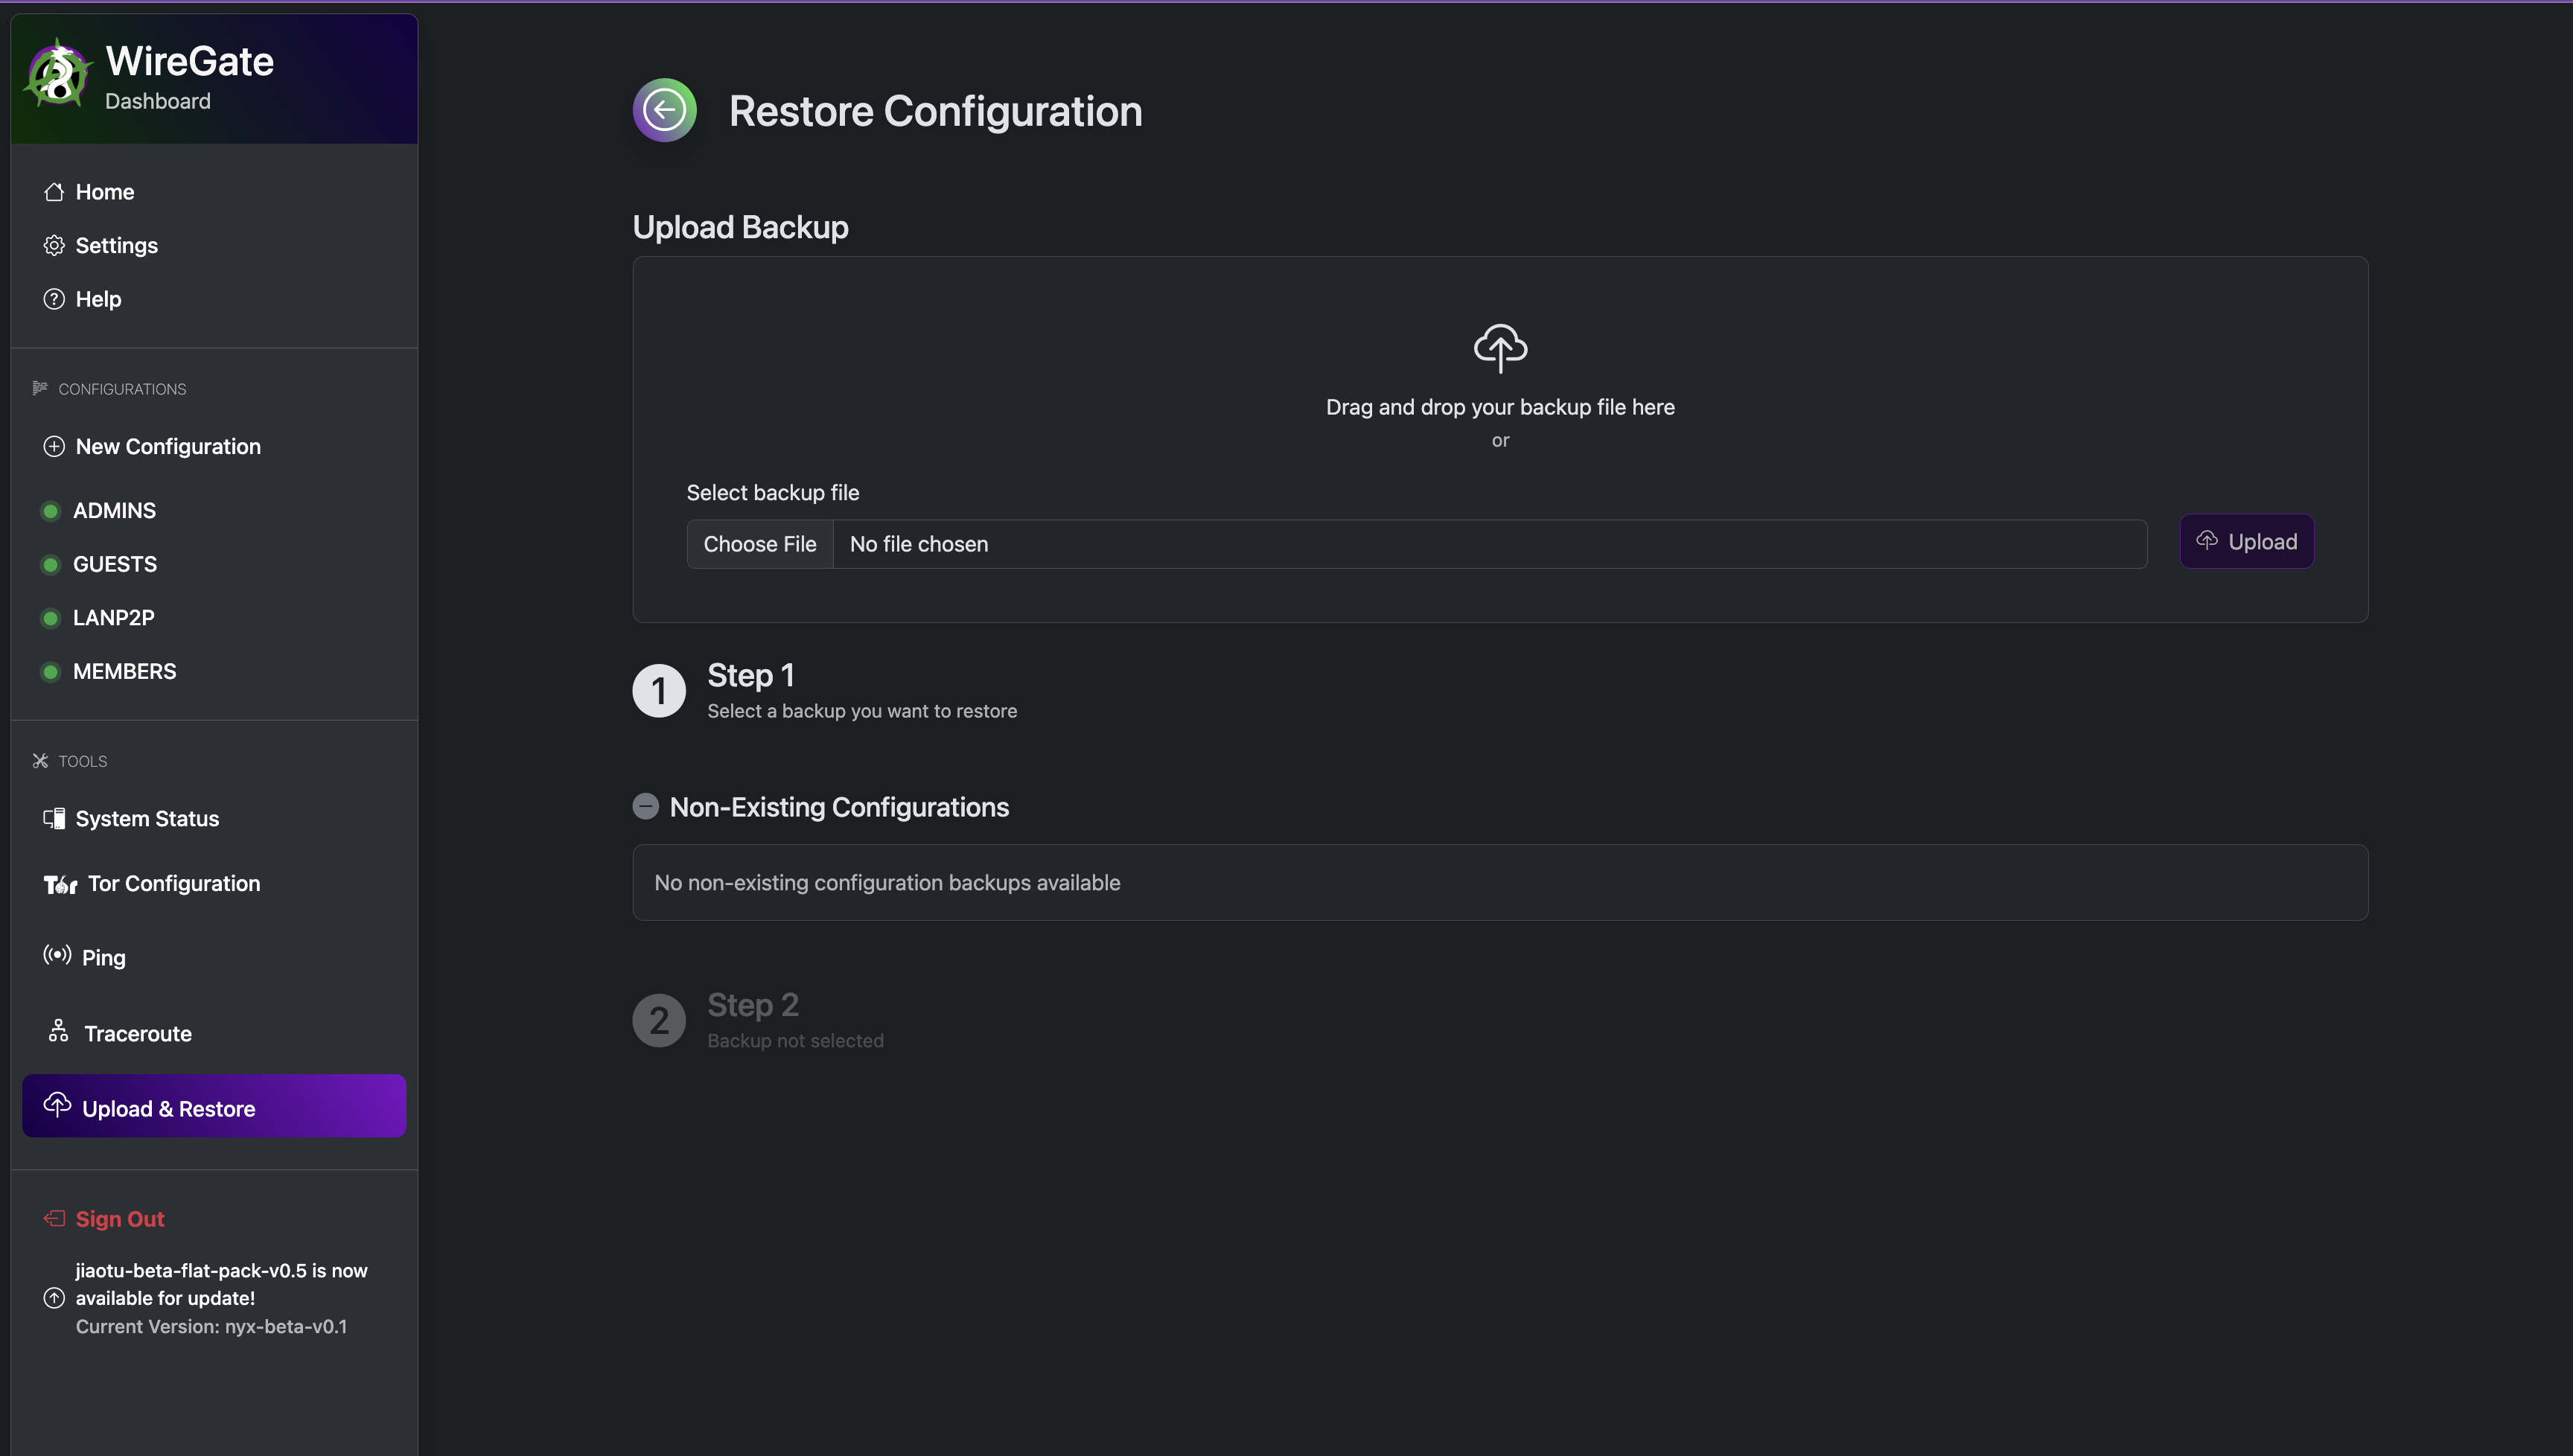 WireGate
Dashboard
Home
Settings
Help
CONFIGURATIONS
New Configuration
ADMINS
GUESTS
LANP2P
MEMBERS
TOOLS
System Status
Tor Tor Configuration
Ping
Traceroute
Upload & Restore
Sign Out
jiaotu-beta-flat-pack-v0.5 is now
available for update!
Current Version: nyx-beta-v0.1
Restore Configuration
Upload Backup
Drag and drop your backup file here
or
Select backup file
Choose File No file chosen
Upload
1 Step 1
Select a backup you want to restore
Non-Existing Configurations
No non-existing configuration backups available
2 Step 2
Backup not selected